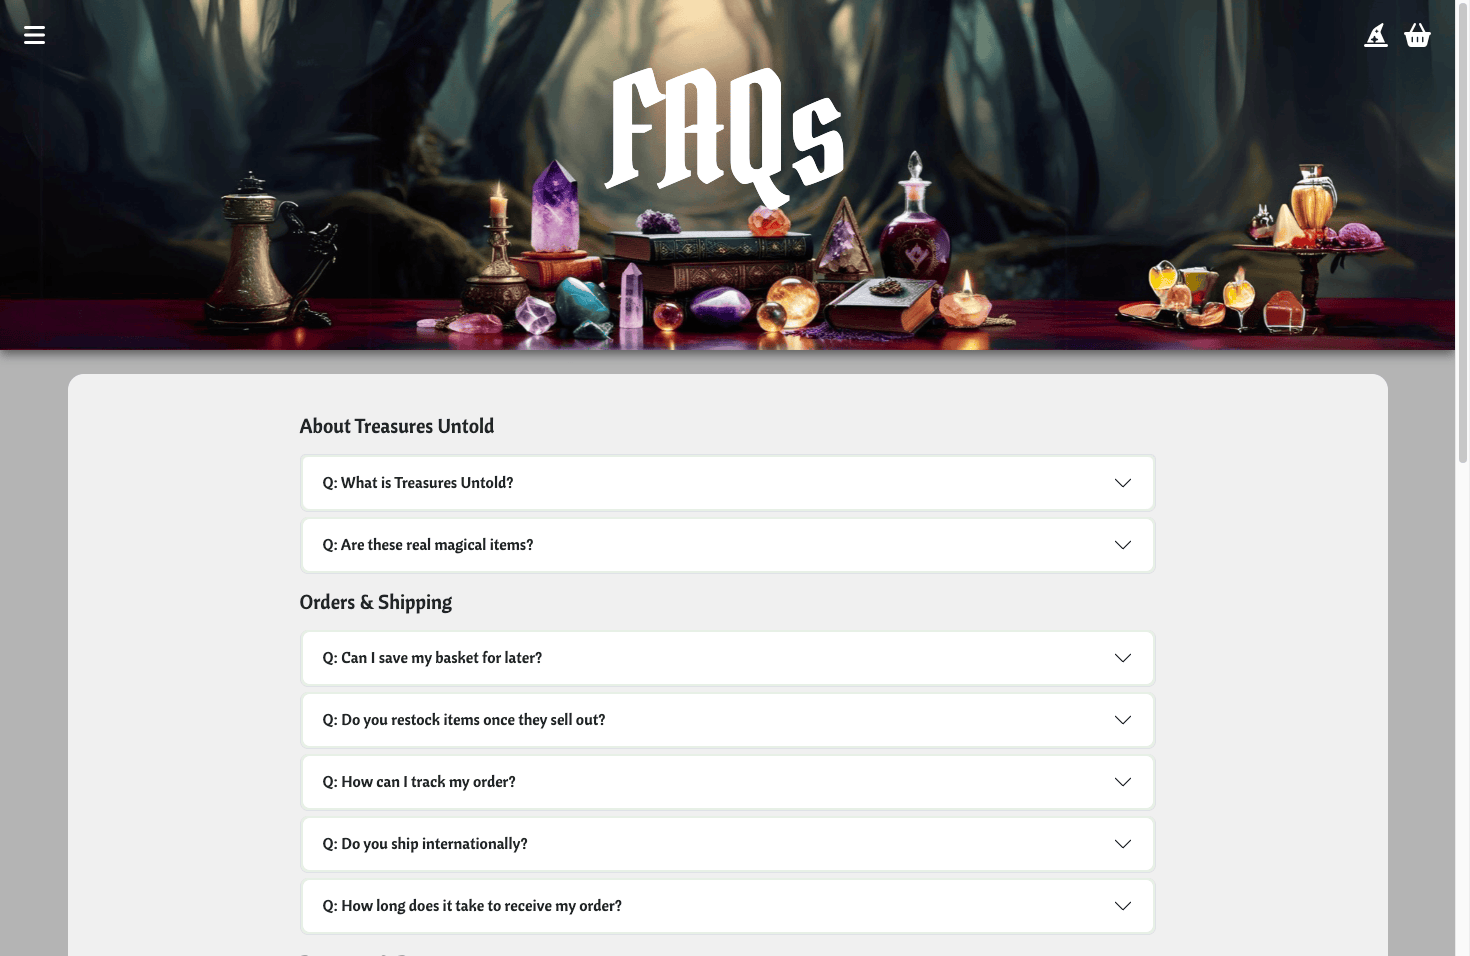 FAQs
About Treasures Untold
Q: What is Treasures Untold?
Q: Are these real magical items?
Orders & Shipping
Q: Can I save my basket for later?
Q: Do you restock items once they sell out?
Q: How can I track my order?
Q: Do you ship internationally?
Q: How long does it take to receive my order?